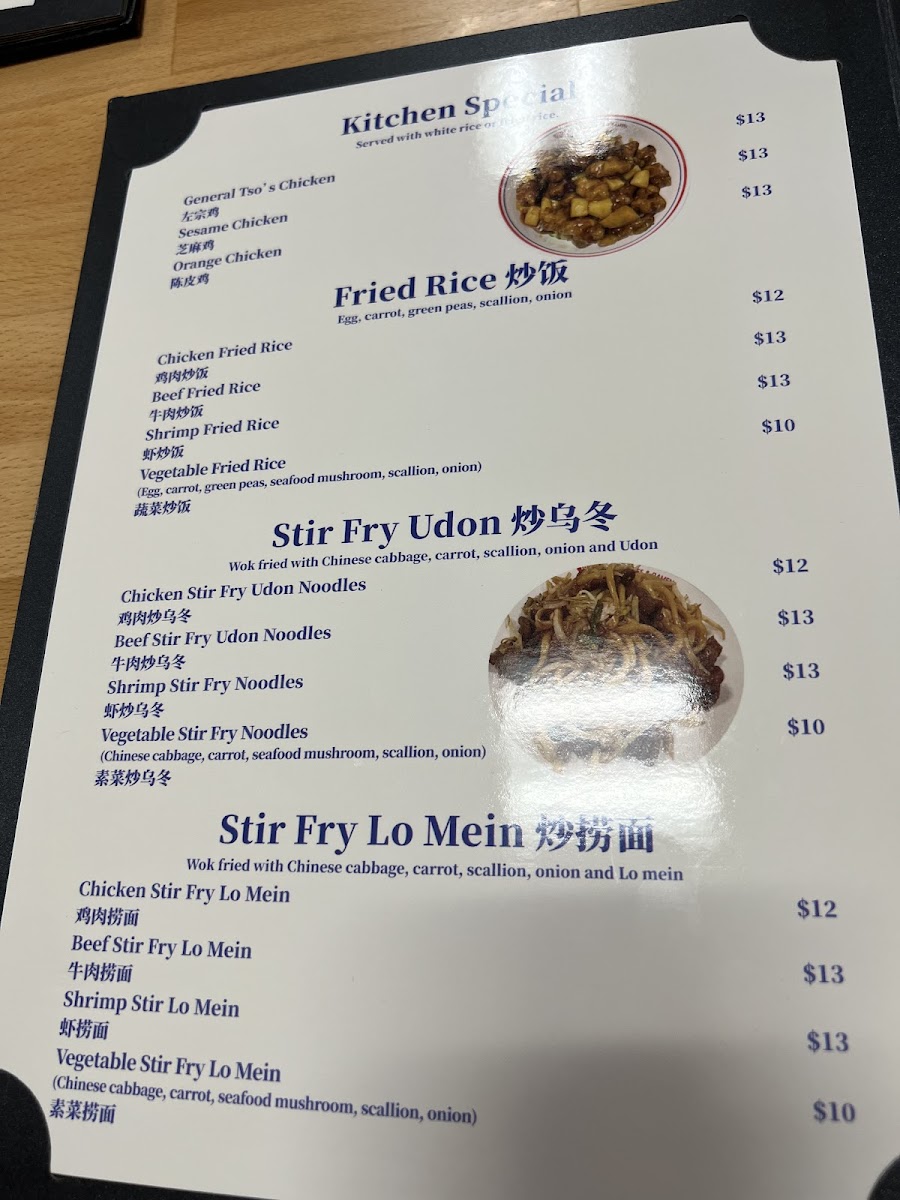 Kitchen Special
Served with white rice or fried rice.
General Tso's Chicken $13
左宗鸡
Sesame Chicken $13
芝麻鸡
Orange Chicken $13
陈皮鸡
Fried Rice 炒饭
Egg, carrot, green peas, scallion, onion
Chicken Fried Rice $12
鸡肉炒饭
Beef Fried Rice $13
牛肉炒饭
Shrimp Fried Rice $13
虾炒饭
Vegetable Fried Rice $10
(Egg, carrot, green peas, seafood mushroom, scallion, onion)
蔬菜炒饭
Stir Fry Udon 炒乌冬
Wok fried with Chinese cabbage, carrot, scallion, onion and Udon
Chicken Stir Fry Udon Noodles $12
鸡肉炒乌冬
Beef Stir Fry Udon Noodles $13
牛肉炒乌冬
Shrimp Stir Fry Noodles $13
虾炒乌冬
Vegetable Stir Fry Noodles $10
(Chinese cabbage, carrot, seafood mushroom, scallion, onion)
素菜炒乌冬
Stir Fry Lo Mein 炒捞面
Wok fried with Chinese cabbage, carrot, scallion, onion and Lo mein
Chicken Stir Fry Lo Mein $12
鸡肉捞面
Beef Stir Fry Lo Mein $13
牛肉捞面
Shrimp Stir Lo Mein $13
虾捞面
Vegetable Stir Fry Lo Mein $10
(Chinese cabbage, carrot, seafood mushroom, scallion, onion)
素菜捞面